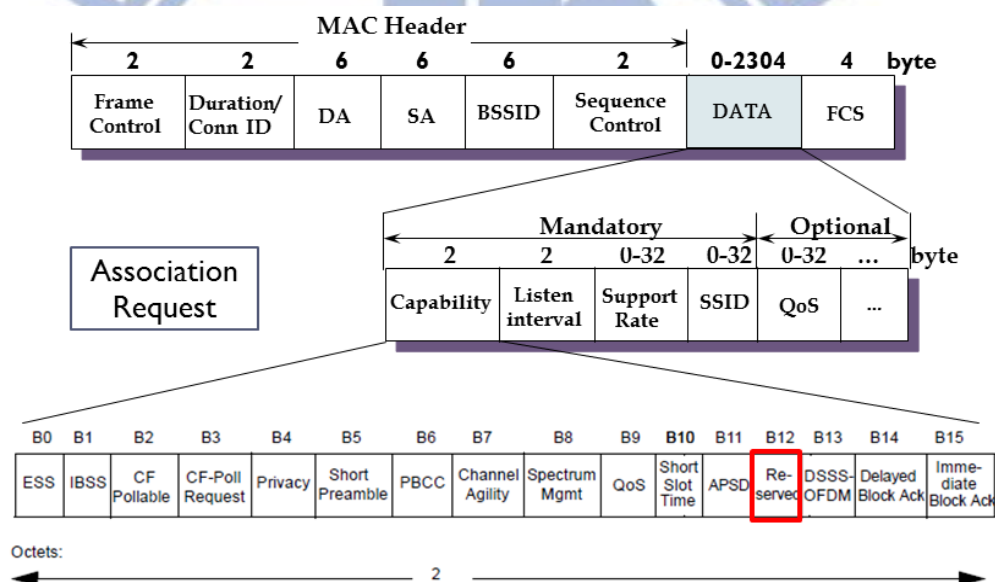 MAC Header
2 2 6 6 6 2 0-2304 4 byte
Frame Control Duration/ Conn ID DA SA BSSID Sequence Control DATA FCS
Mandatory Optional
2 2 0-32 0-32 0-32 ... byte
Association Request
Capability Listen interval Support Rate SSID QoS ...
B0 B1 B2 B3 B4 B5 B6 B7 B8 B9 B10 B11 B12 B13 B14 B15
ESS IBSS CF Pollable CF-Poll Request Privacy Short Preamble PBCC Channel Agility Spectrum Mgmt QoS Short Slot Time APSD Re-served DSSS-OFDM Delayed Block Ack Imme-diate Block Ack
Octets:
2